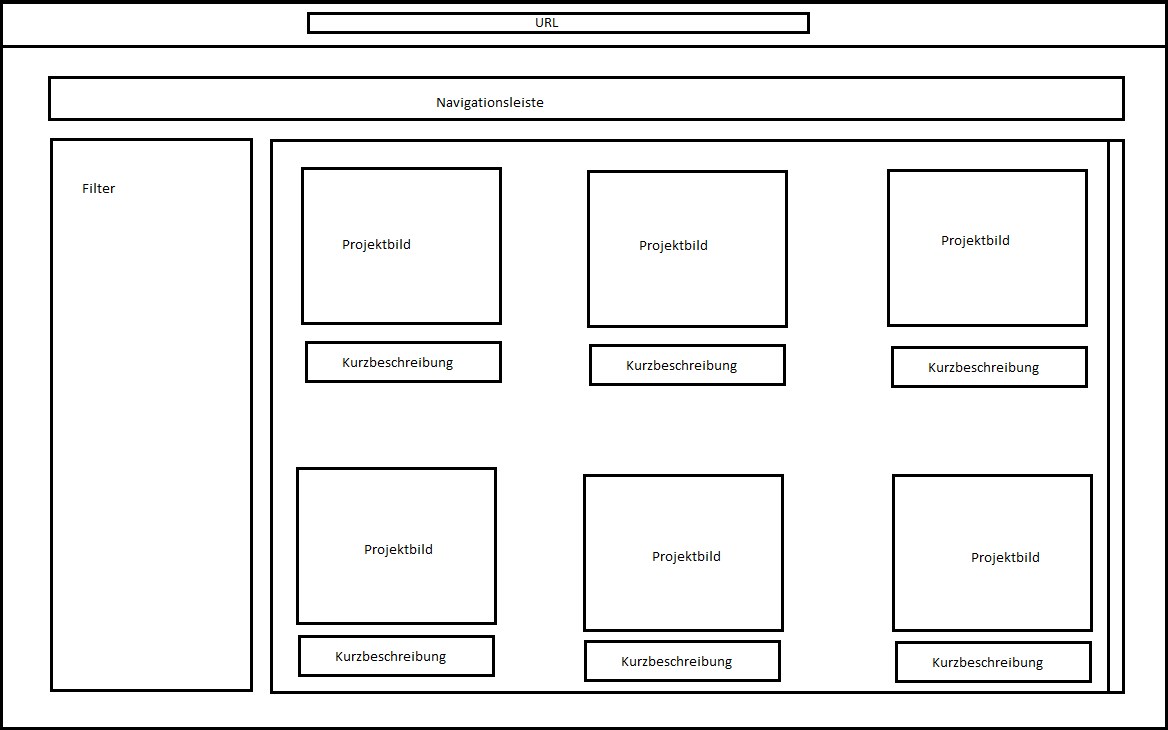 URL
Navigationsleiste
Filter
Projektbild
Projektbild
Projektbild
Kurzbeschreibung
Kurzbeschreibung
Kurzbeschreibung
Projektbild
Projektbild
Projektbild
Kurzbeschreibung
Kurzbeschreibung
Kurzbeschreibung